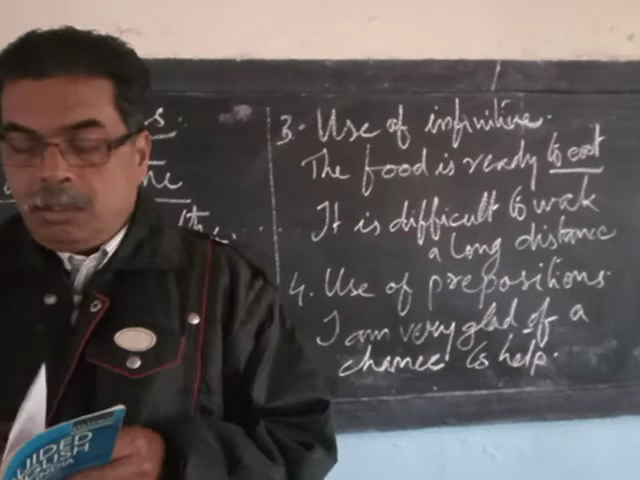 3. Use of infinitive.
The food is ready to eat
It is difficult to walk
a long distance
4. Use of prepositions.
I am very glad of a
chance to help.